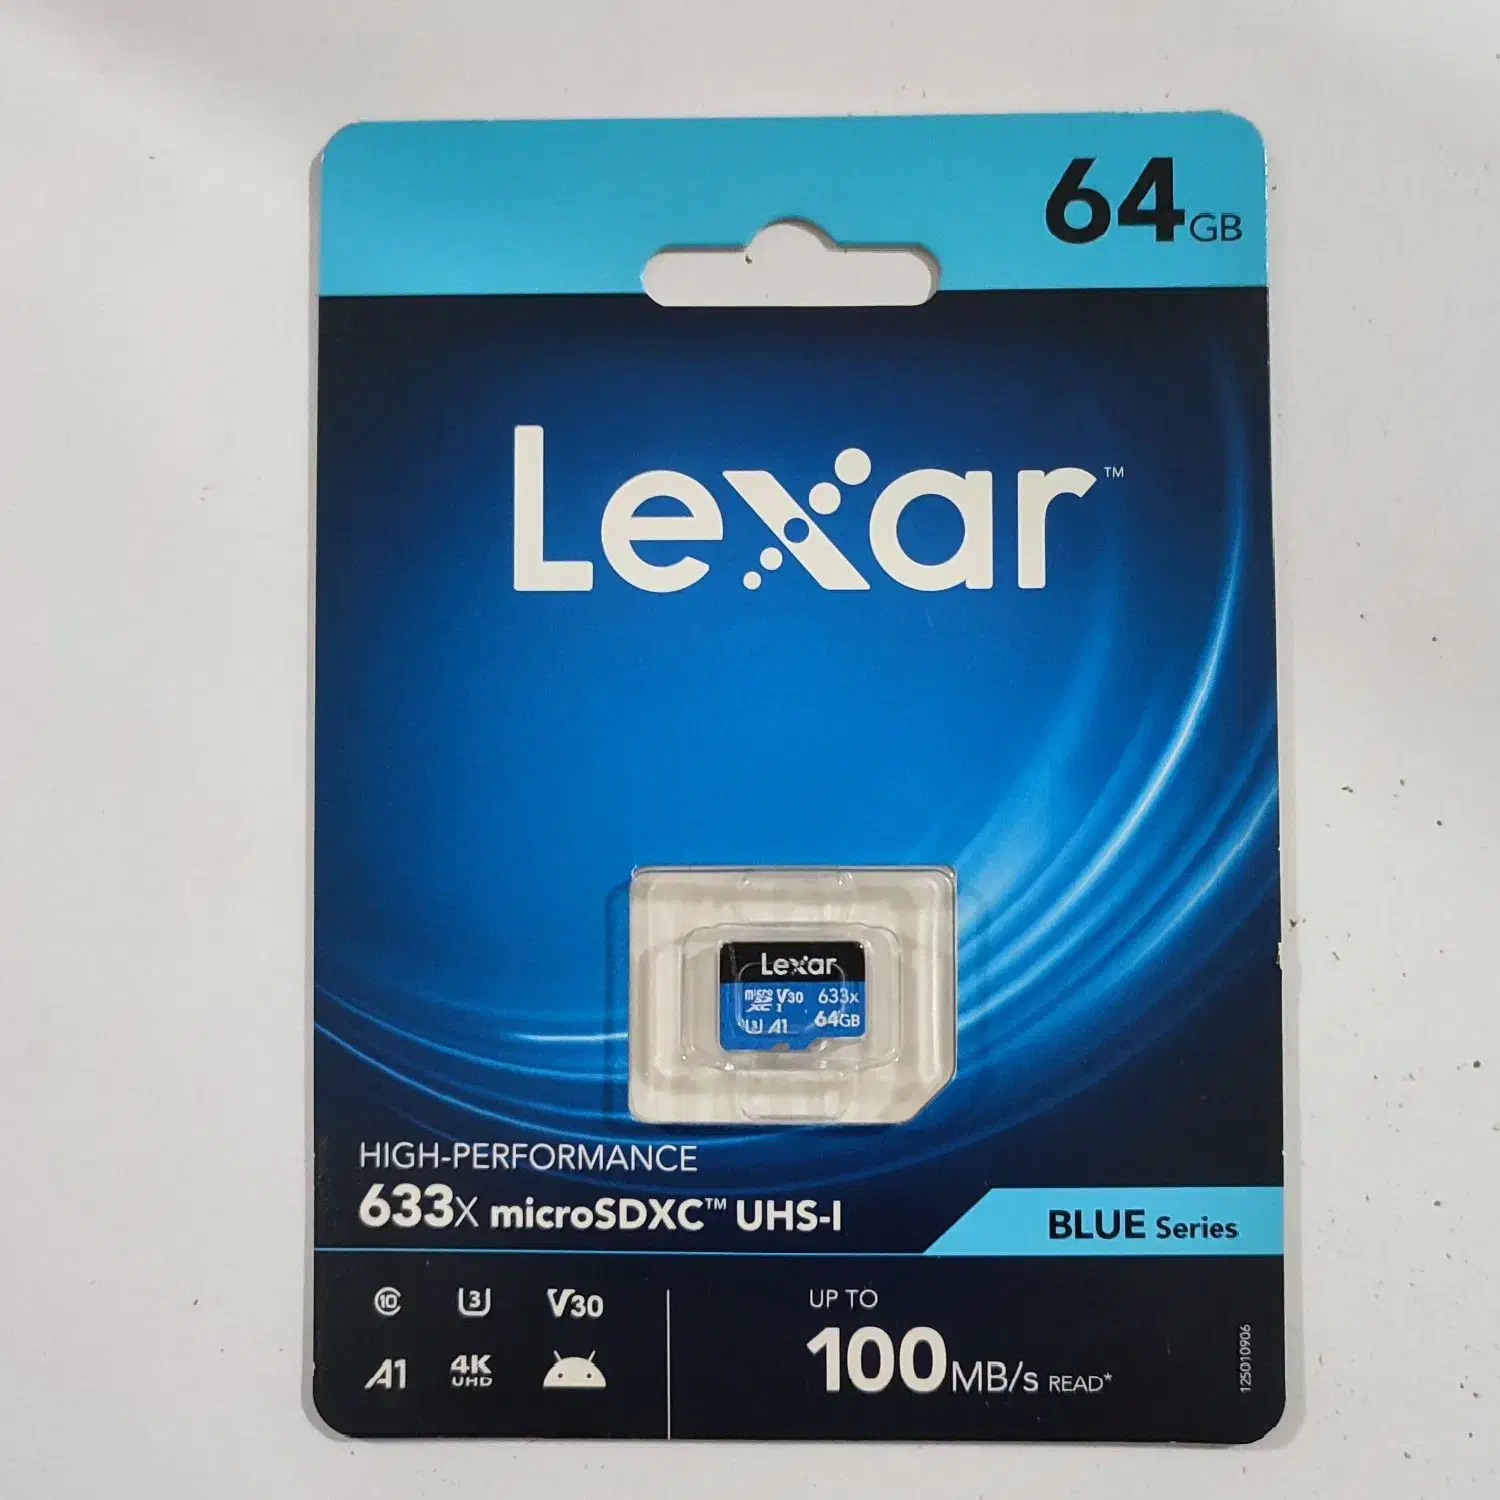 64GB
Lexar™
Lexar
micro SD XC I V30 633x
U3 A1 64GB
HIGH-PERFORMANCE
633X microSDXC™ UHS-I
BLUE Series
10 3 V30
A1 4K UHD
UP TO
100MB/s READ*
125010906